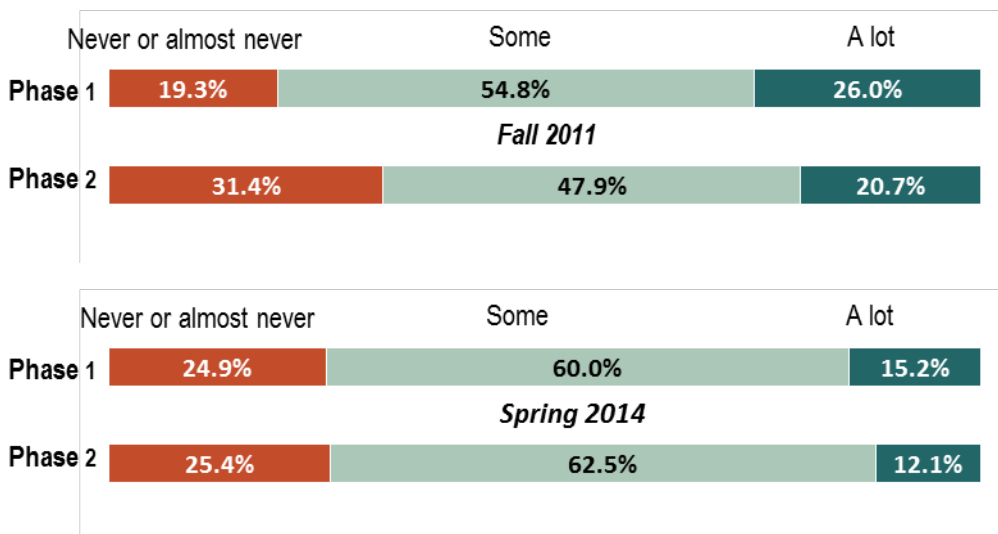 Never or almost never Some A lot
Phase 1 19.3% 54.8% 26.0%
Fall 2011
Phase 2 31.4% 47.9% 20.7%
Never or almost never Some A lot
Phase 1 24.9% 60.0% 15.2%
Spring 2014
Phase 2 25.4% 62.5% 12.1%